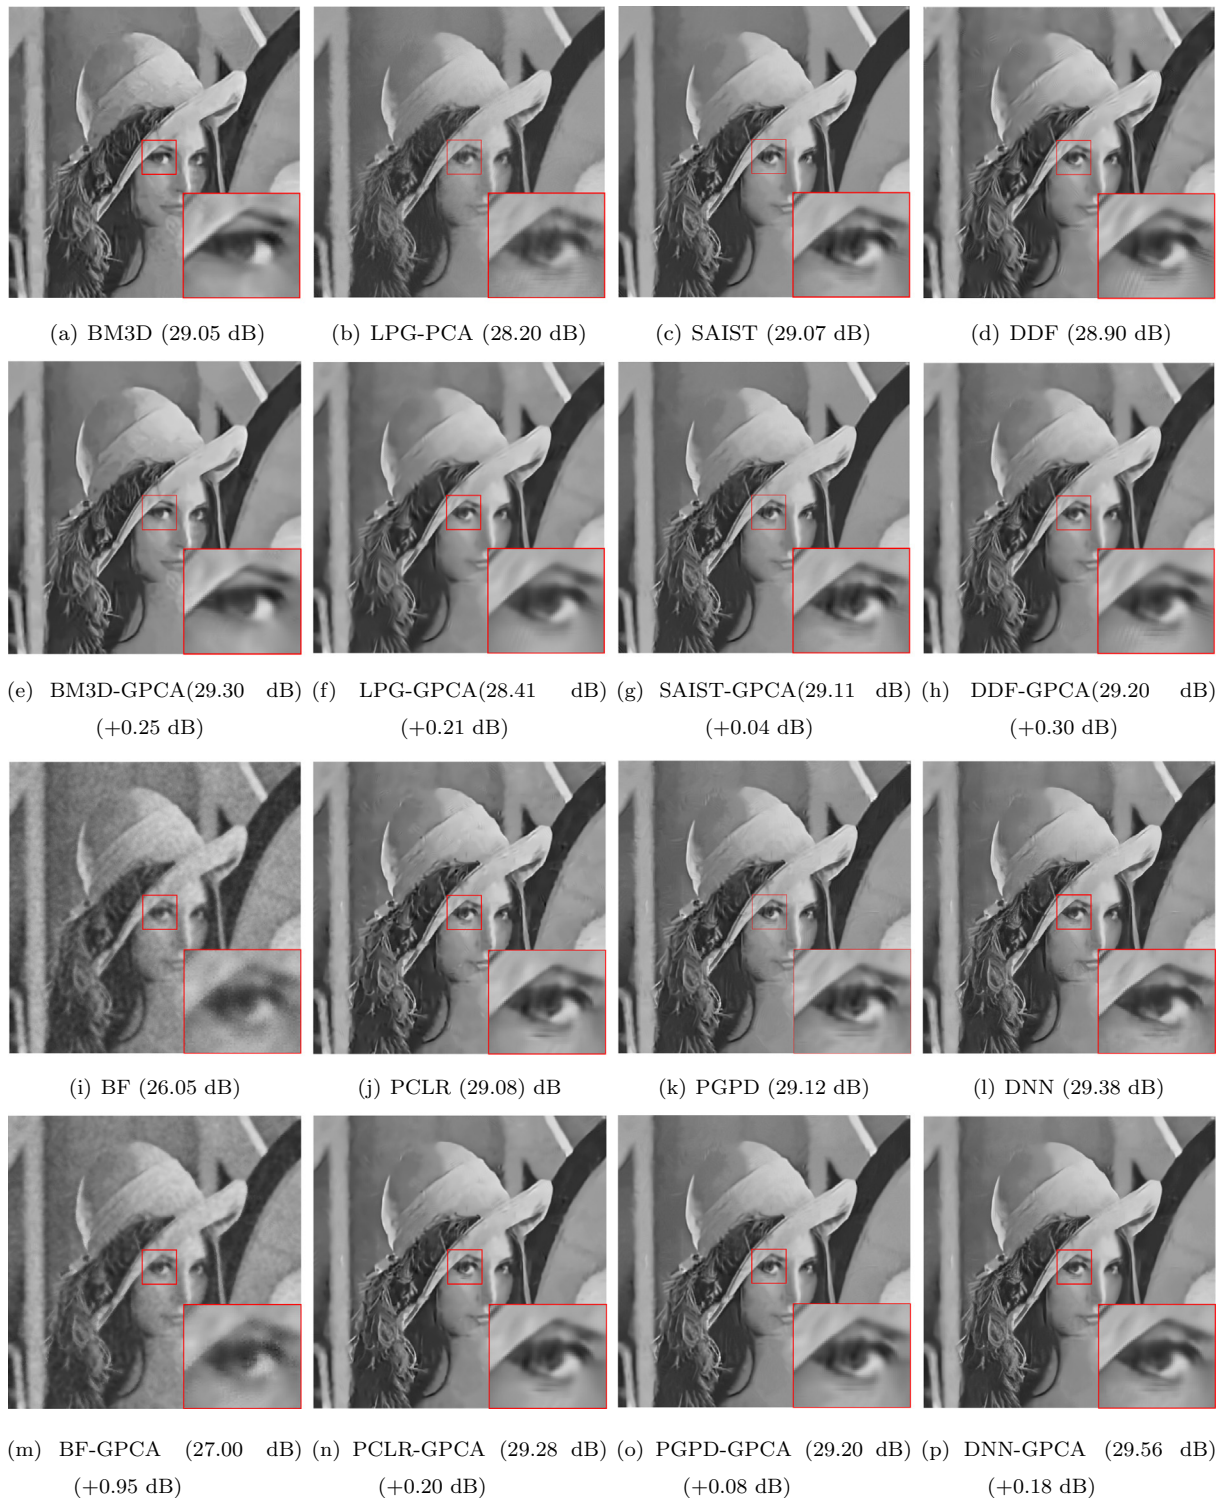 (a) BM3D (29.05 dB)
(b) LPG-PCA (28.20 dB)
(c) SAIST (29.07 dB)
(d) DDF (28.90 dB)
(e) BM3D-GPCA(29.30 dB)
(+0.25 dB)
(f) LPG-GPCA(28.41 dB)
(+0.21 dB)
(g) SAIST-GPCA(29.11 dB)
(+0.04 dB)
(h) DDF-GPCA(29.20 dB)
(+0.30 dB)
(i) BF (26.05 dB)
(j) PCLR (29.08) dB
(k) PGPD (29.12 dB)
(l) DNN (29.38 dB)
(m) BF-GPCA (27.00 dB)
(+0.95 dB)
(n) PCLR-GPCA (29.28 dB)
(+0.20 dB)
(o) PGPD-GPCA (29.20 dB)
(+0.08 dB)
(p) DNN-GPCA (29.56 dB)
(+0.18 dB)